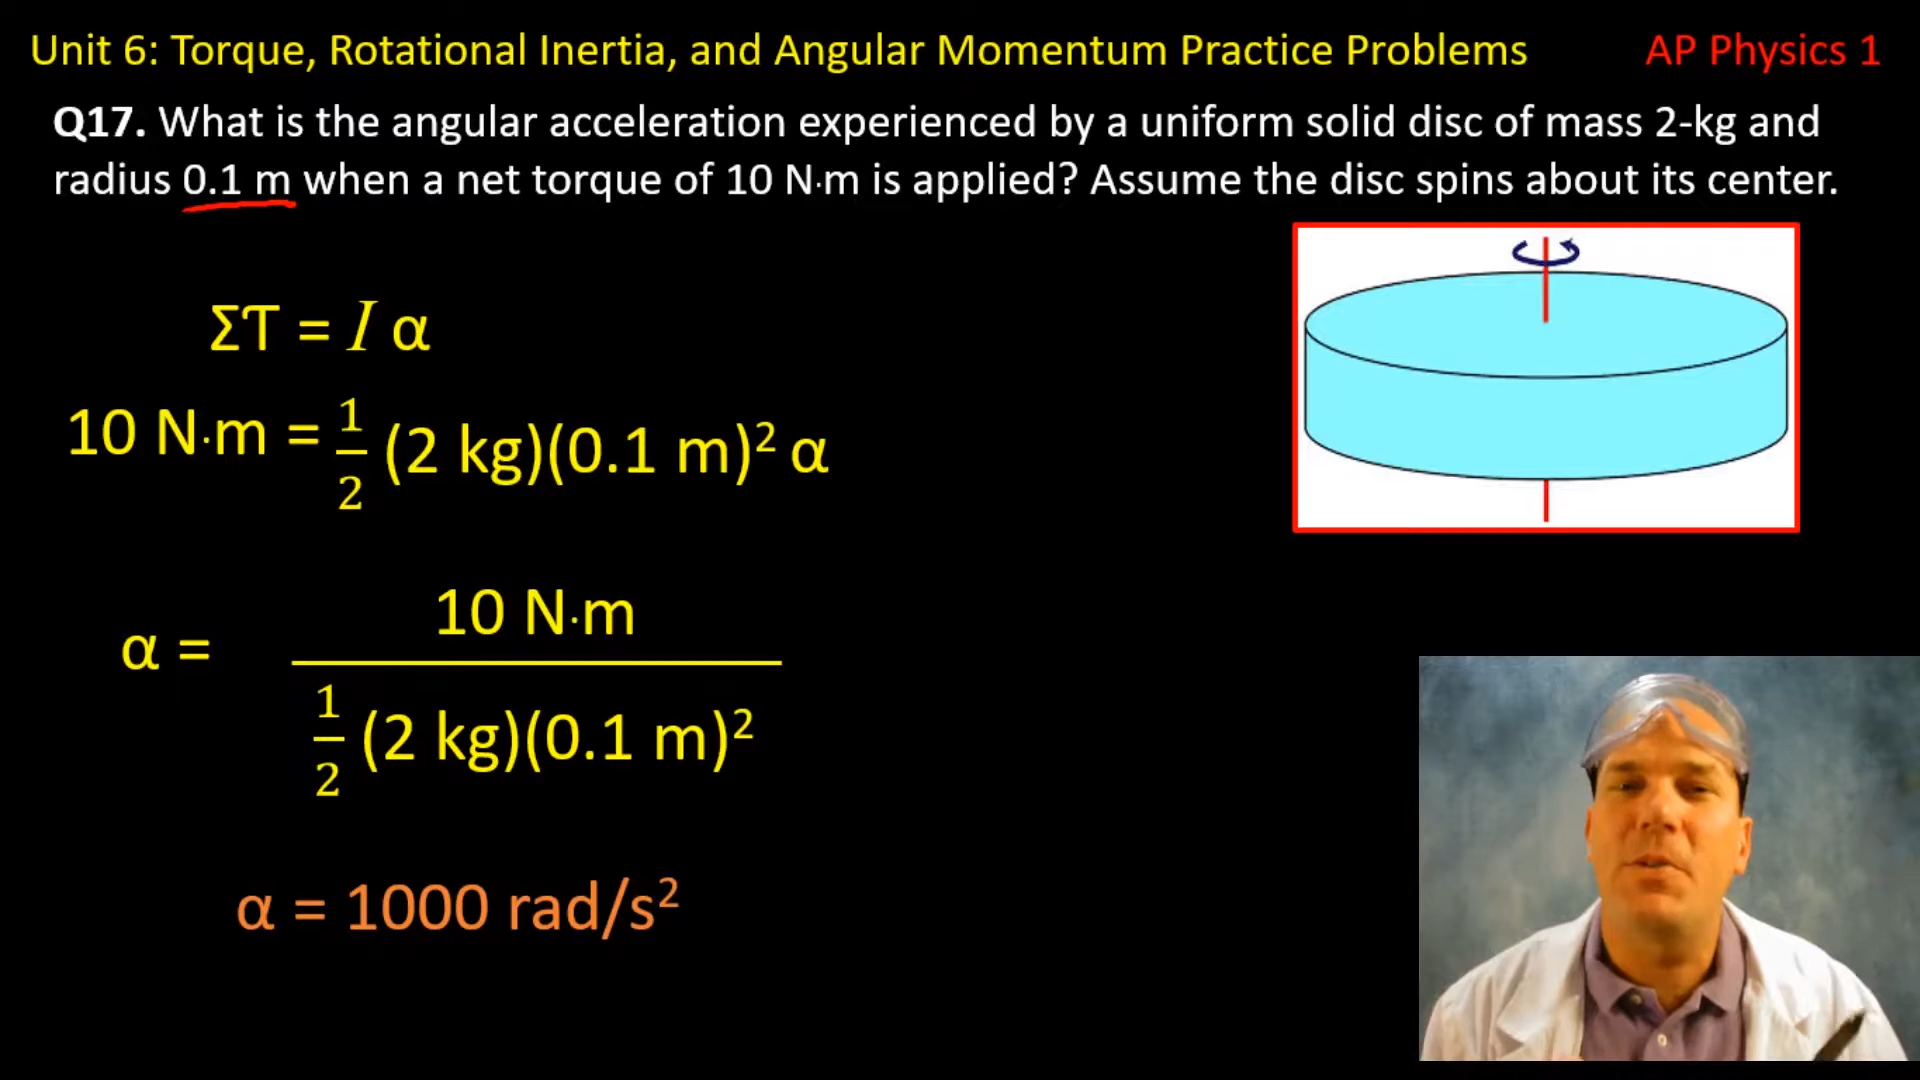 Unit 6: Torque, Rotational Inertia, and Angular Momentum Practice Problems AP Physics 1
Q17. What is the angular acceleration experienced by a uniform solid disc of mass 2-kg and
radius 0.1 m when a net torque of 10 N·m is applied? Assume the disc spins about its center.
ΣƬ = I α
10 N·m = 1/2 (2 kg)(0.1 m)² α
α = 10 N·m
1/2 (2 kg)(0.1 m)²
α = 1000 rad/s²